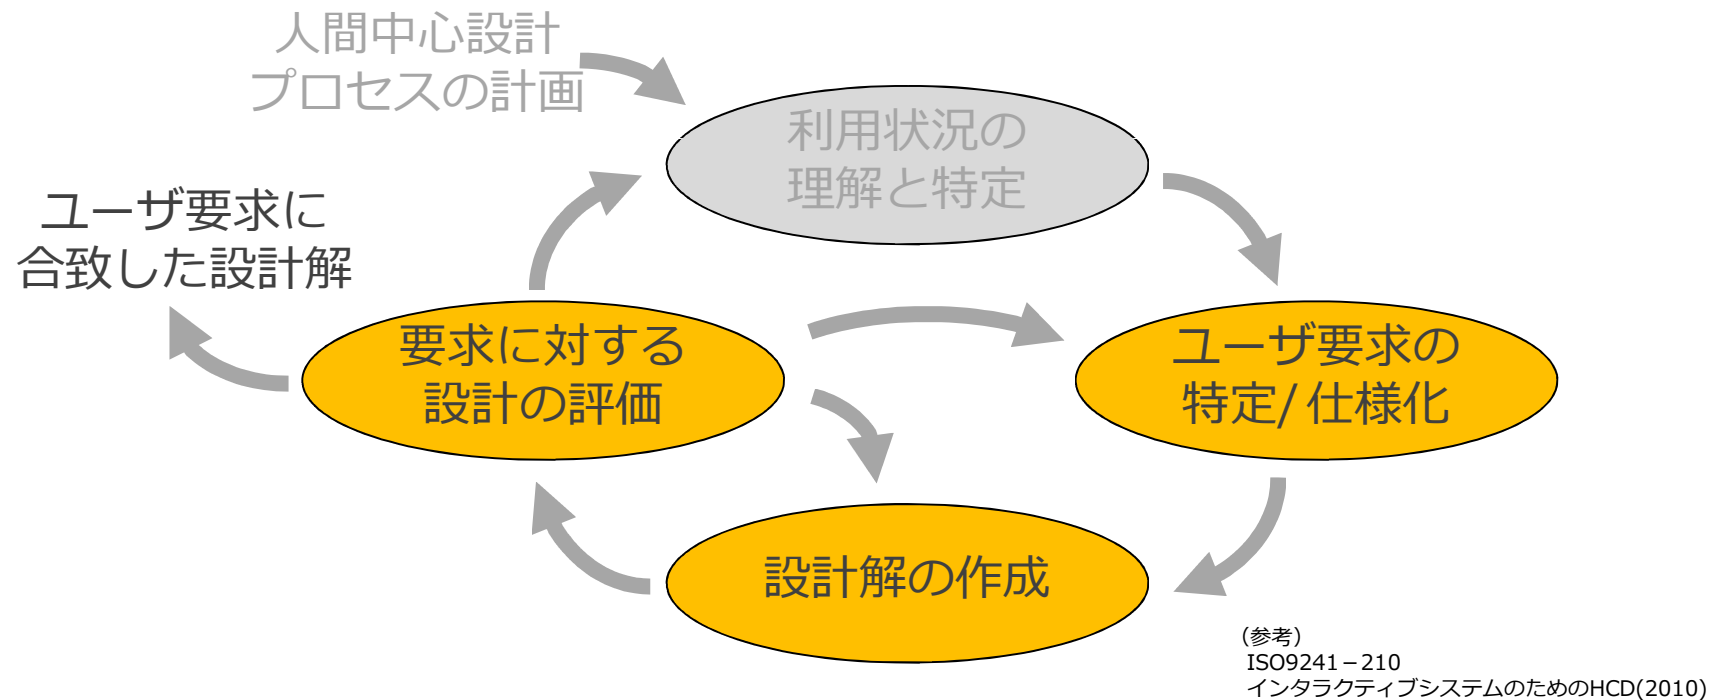 人間中心設計
プロセスの計画
利用状況の
理解と特定
ユーザ要求に
合致した設計解
要求に対する
設計の評価
ユーザ要求の
特定/仕様化
設計解の作成
(参考)
ISO9241－210
インタラクティブシステムのためのHCD(2010)